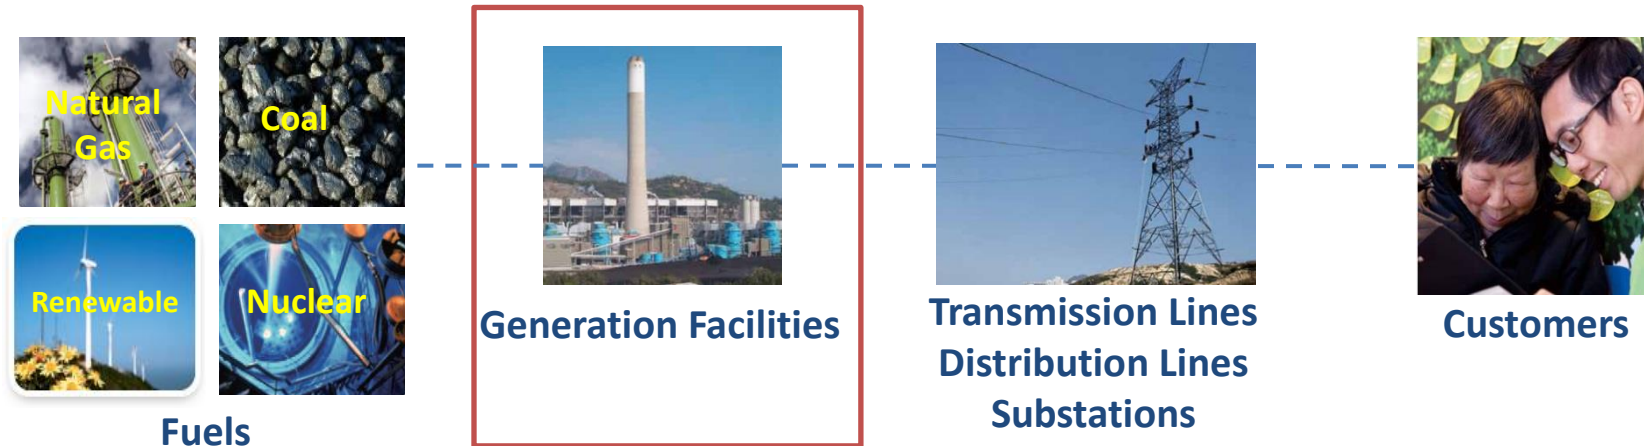 Natural
Gas
Coal
Renewable
Nuclear
Fuels
Generation Facilities
Transmission Lines
Distribution Lines
Substations
Customers